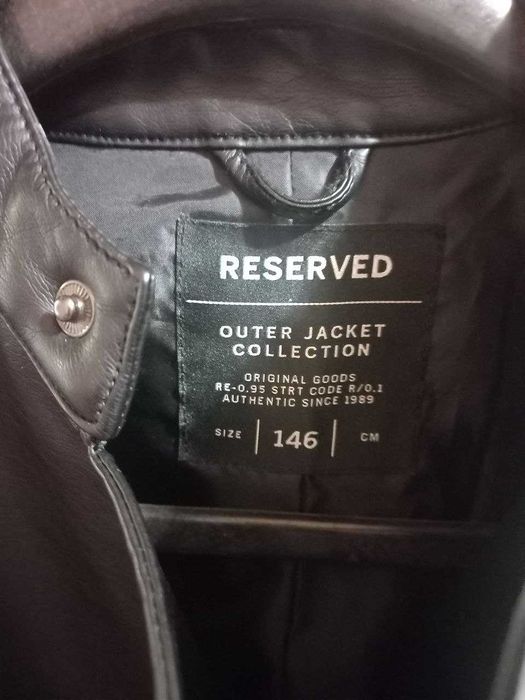 RESERVED
OUTER JACKET
COLLECTION
ORIGINAL GOODS
RE-0.95 STRT CODE R/0.1
AUTHENTIC SINCE 1989
SIZE | 146 | CM